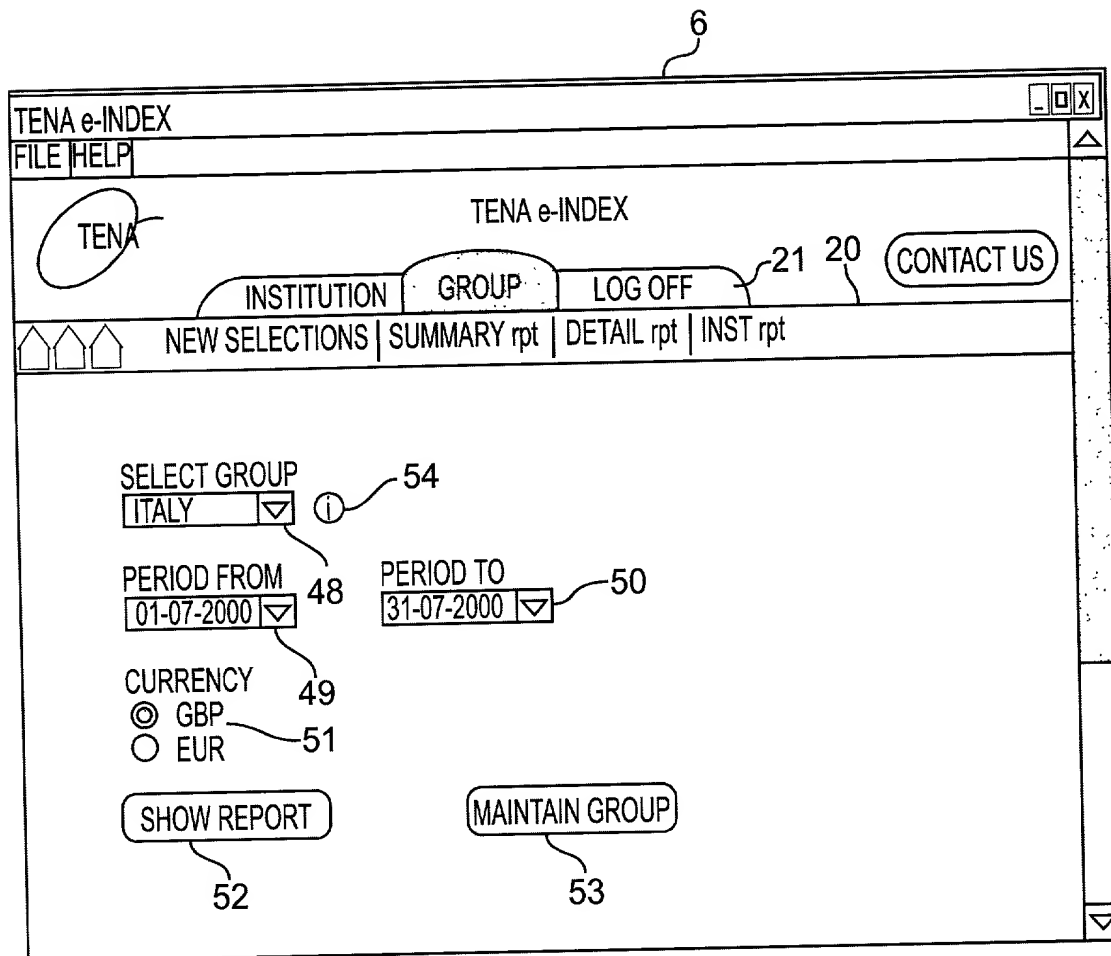 6
TENA e-INDEX
X
FILE HELP
TENA
TENA e-INDEX
CONTACT US
INSTITUTION GROUP LOG OFF 21 20
NEW SELECTIONS | SUMMARY rpt | DETAIL rpt | INST rpt
SELECT GROUP
ITALY i 54
48
PERIOD FROM PERIOD TO
01-07-2000 31-07-2000 50
49
CURRENCY
GBP 51
EUR
SHOW REPORT MAINTAIN GROUP
52 53